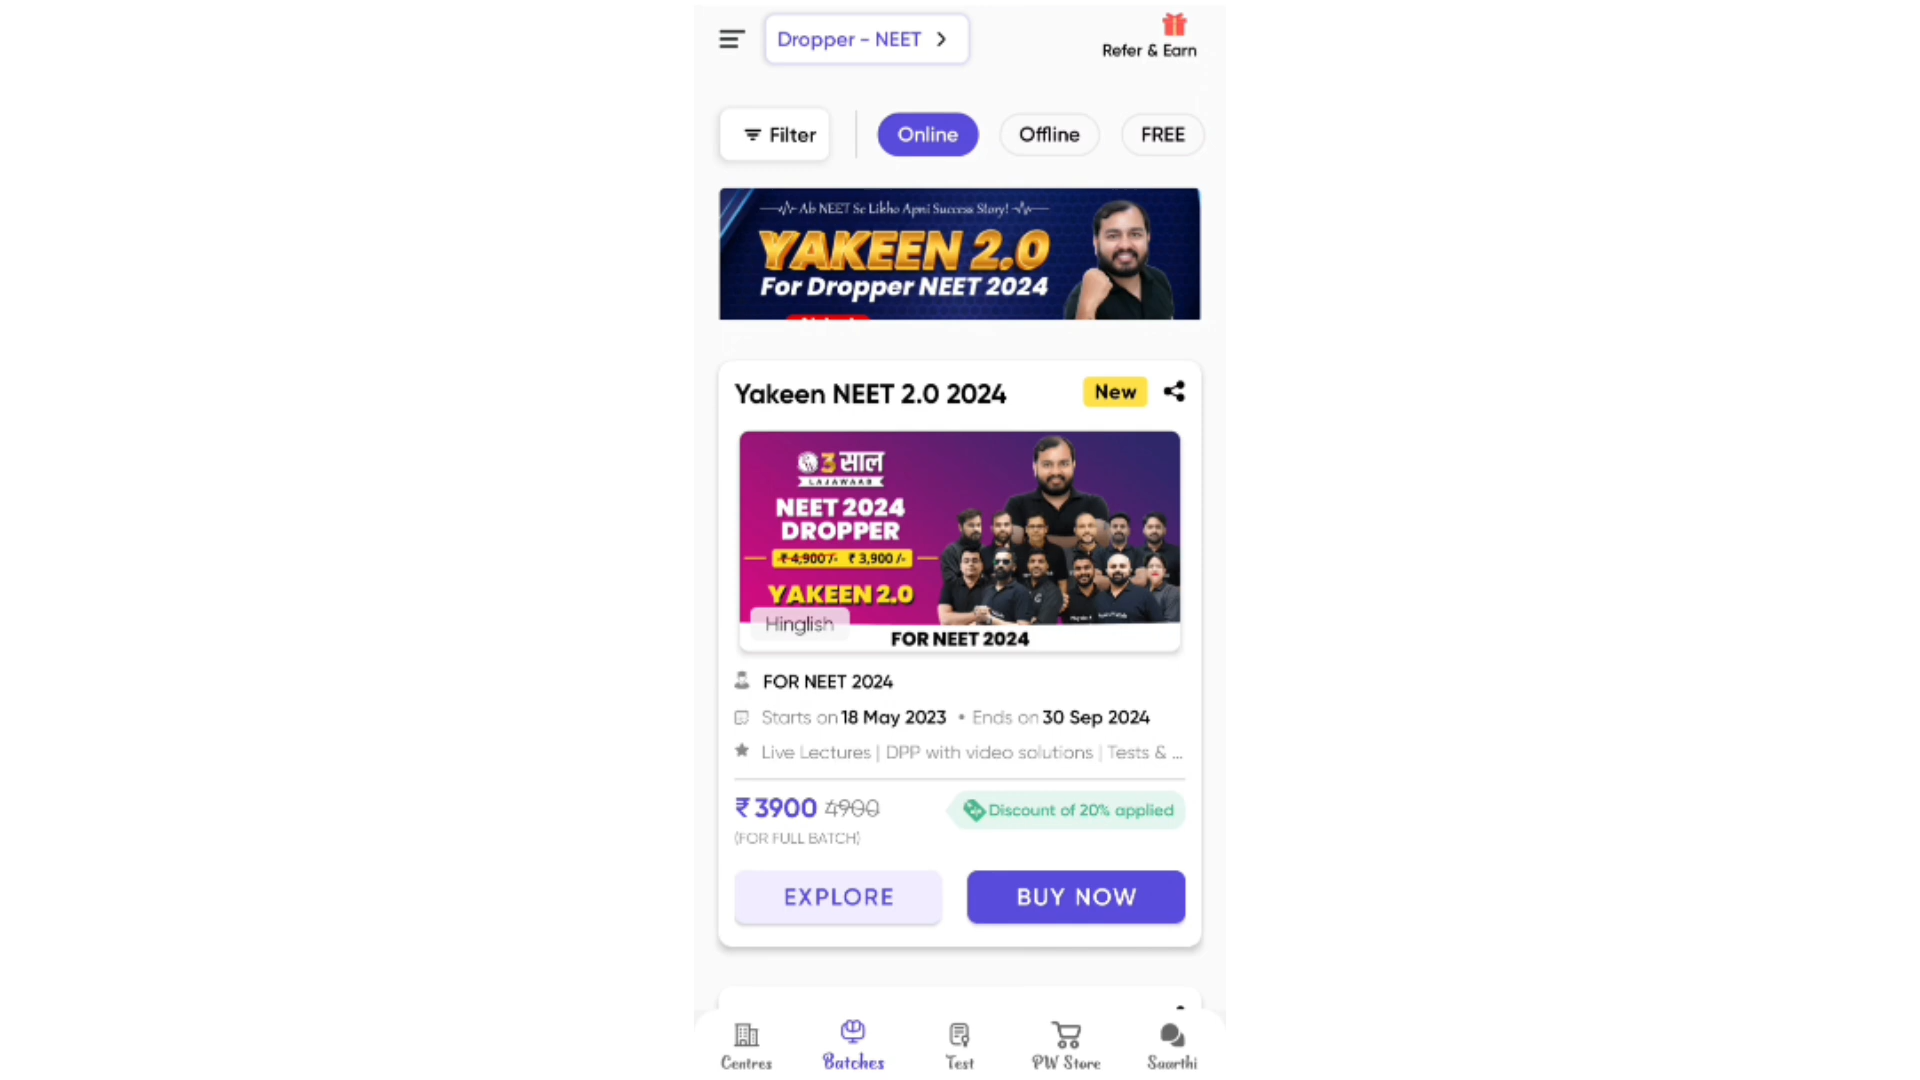 Dropper - NEET
Refer & Earn
Filter
Online
Offline
FREE
Ab NEET Se Likho Apni Success Story!
YAKEEN 2.0
For Dropper NEET 2024
Yakeen NEET 2.0 2024
New
3 साल
LAJAWAAB
NEET 2024
DROPPER
₹ 4,900/- ₹ 3,900 /-
YAKEEN 2.0
Hinglish
FOR NEET 2024
FOR NEET 2024
Starts on 18 May 2023 • Ends on 30 Sep 2024
Live Lectures | DPP with video solutions | Tests & ...
₹ 3900 4900
Discount of 20% applied
(FOR FULL BATCH)
EXPLORE
BUY NOW
Centres
Batches
Test
PW Store
Saarthi